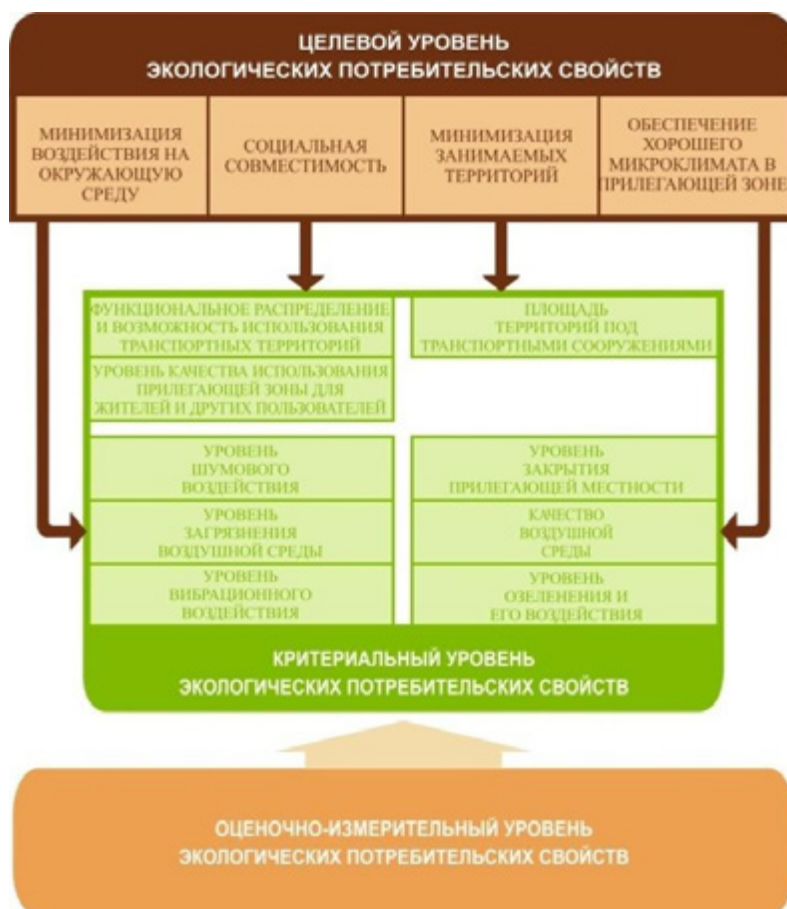 ЦЕЛЕВОЙ УРОВЕНЬ
ЭКОЛОГИЧЕСКИХ ПОТРЕБИТЕЛЬСКИХ СВОЙСТВ
МИНИМИЗАЦИЯ
ВОЗДЕЙСТВИЯ НА
ОКРУЖАЮЩУЮ
СРЕДУ
СОЦИАЛЬНАЯ
СОВМЕСТИМОСТЬ
МИНИМИЗАЦИЯ
ЗАНИМАЕМЫХ
ТЕРРИТОРИЙ
ОБЕСПЕЧЕНИЕ
ХОРОШЕГО
МИКРОКЛИМАТА В
ПРИЛЕГАЮЩЕЙ ЗОНЕ
ФУНКЦИОНАЛЬНОЕ РАСПРЕДЕЛЕНИЕ
И ВОЗМОЖНОСТЬ ИСПОЛЬЗОВАНИЯ
ТРАНСПОРТНЫХ ТЕРРИТОРИЙ
ПЛОЩАДЬ
ТЕРРИТОРИЙ ПОД
ТРАНСПОРТНЫМИ СООРУЖЕНИЯМИ
УРОВЕНЬ КАЧЕСТВА ИСПОЛЬЗОВАНИЯ
ПРИЛЕГАЮЩЕЙ ЗОНЫ ДЛЯ
ЖИТЕЛЕЙ И ДРУГИХ ПОЛЬЗОВАТЕЛЕЙ
УРОВЕНЬ
ШУМОВОГО
ВОЗДЕЙСТВИЯ
УРОВЕНЬ
ЗАКРЫТИЯ
ПРИЛЕГАЮЩЕЙ МЕСТНОСТИ
УРОВЕНЬ
ЗАГРЯЗНЕНИЯ
ВОЗДУШНОЙ СРЕДЫ
КАЧЕСТВО
ВОЗДУШНОЙ
СРЕДЫ
УРОВЕНЬ
ВИБРАЦИОННОГО
ВОЗДЕЙСТВИЯ
УРОВЕНЬ
ОЗЕЛЕНЕНИЯ И
ЕГО ВОЗДЕЙСТВИЯ
КРИТЕРИАЛЬНЫЙ УРОВЕНЬ
ЭКОЛОГИЧЕСКИХ ПОТРЕБИТЕЛЬСКИХ СВОЙСТВ
ОЦЕНОЧНО-ИЗМЕРИТЕЛЬНЫЙ УРОВЕНЬ
ЭКОЛОГИЧЕСКИХ ПОТРЕБИТЕЛЬСКИХ СВОЙСТВ